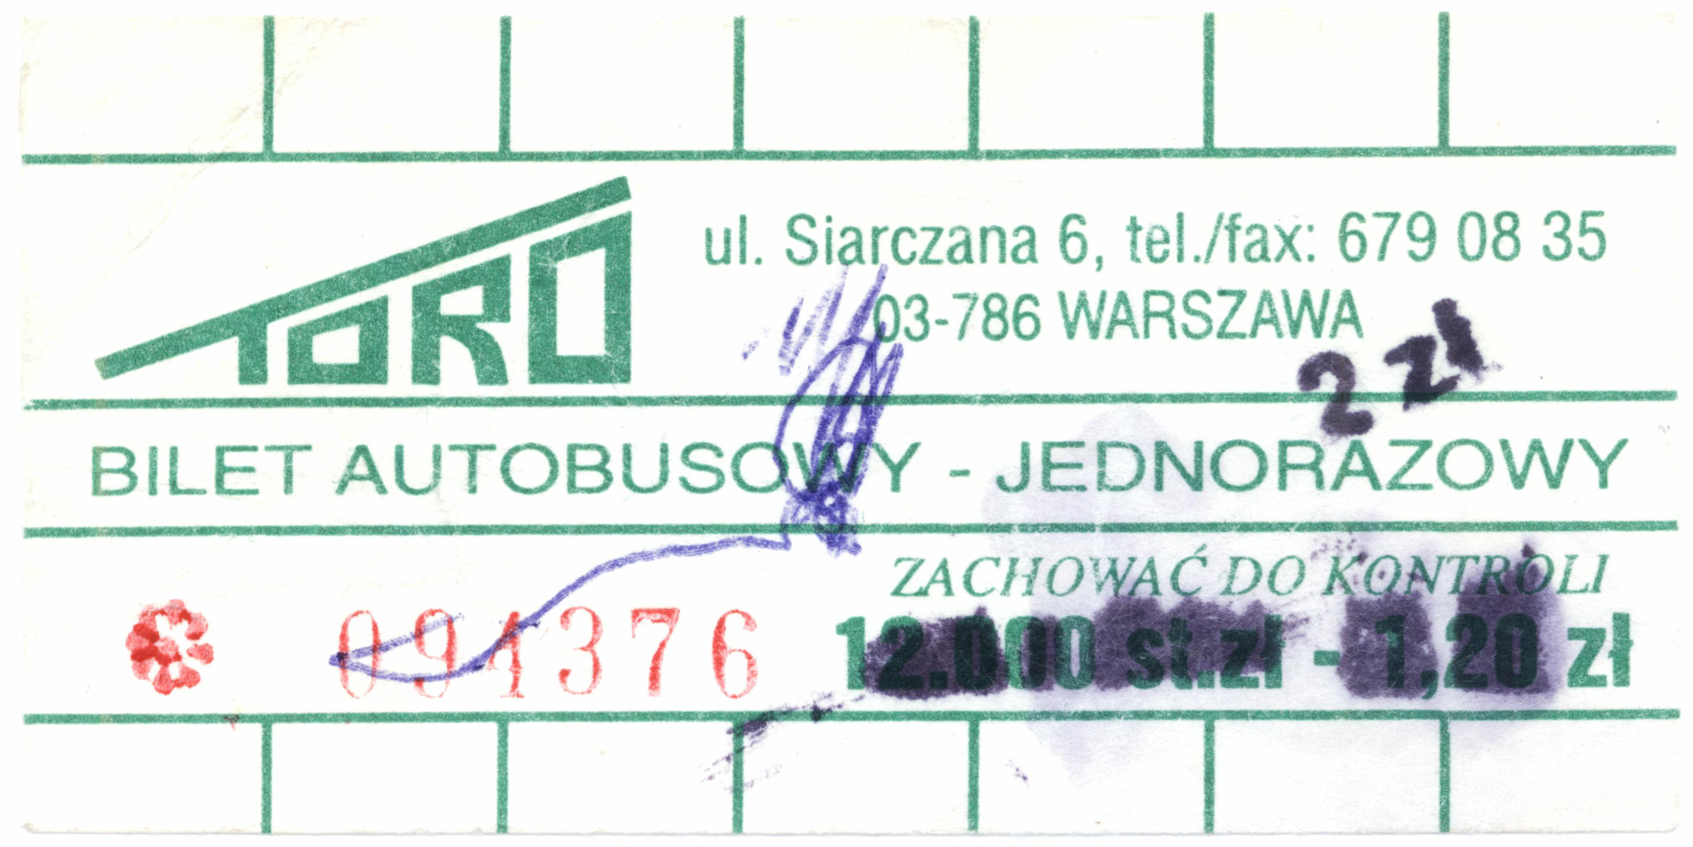 TORO
ul. Siarczana 6, tel./fax: 679 08 35
03-786 WARSZAWA
2 zł
BILET AUTOBUSOWY - JEDNORAZOWY
ZACHOWAĆ DO KONTROLI
094376
12.000 st.zł - 1,20 zł